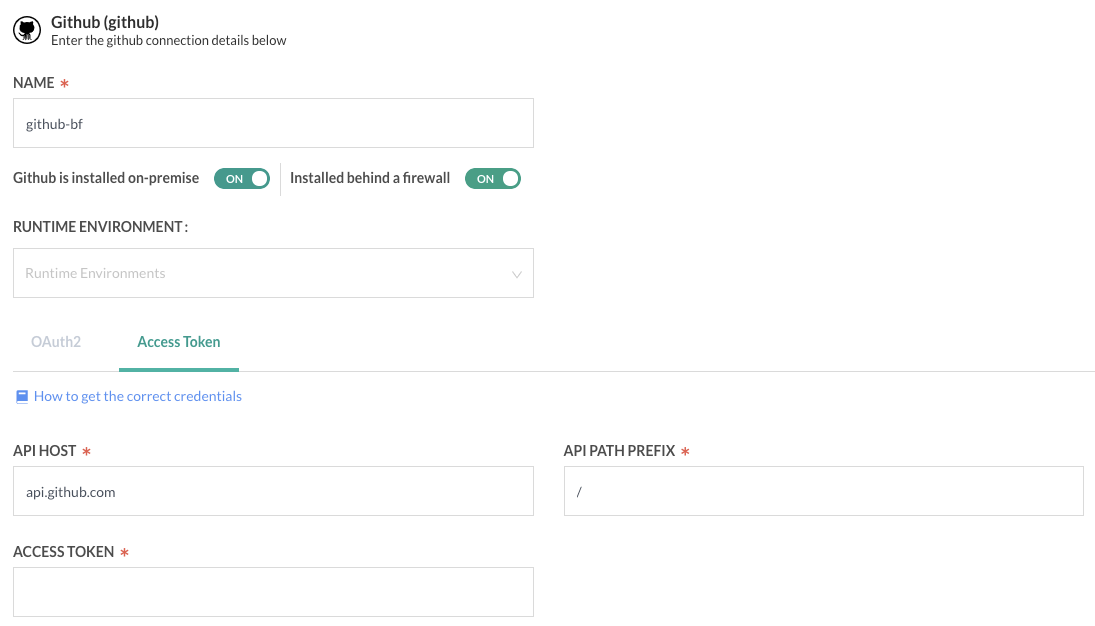 Github (github)
Enter the github connection details below
NAME *
github-bf
Github is installed on-premise ON Installed behind a firewall ON
RUNTIME ENVIRONMENT :
Runtime Environments
OAuth2 Access Token
How to get the correct credentials
API HOST * API PATH PREFIX *
api.github.com /
ACCESS TOKEN *